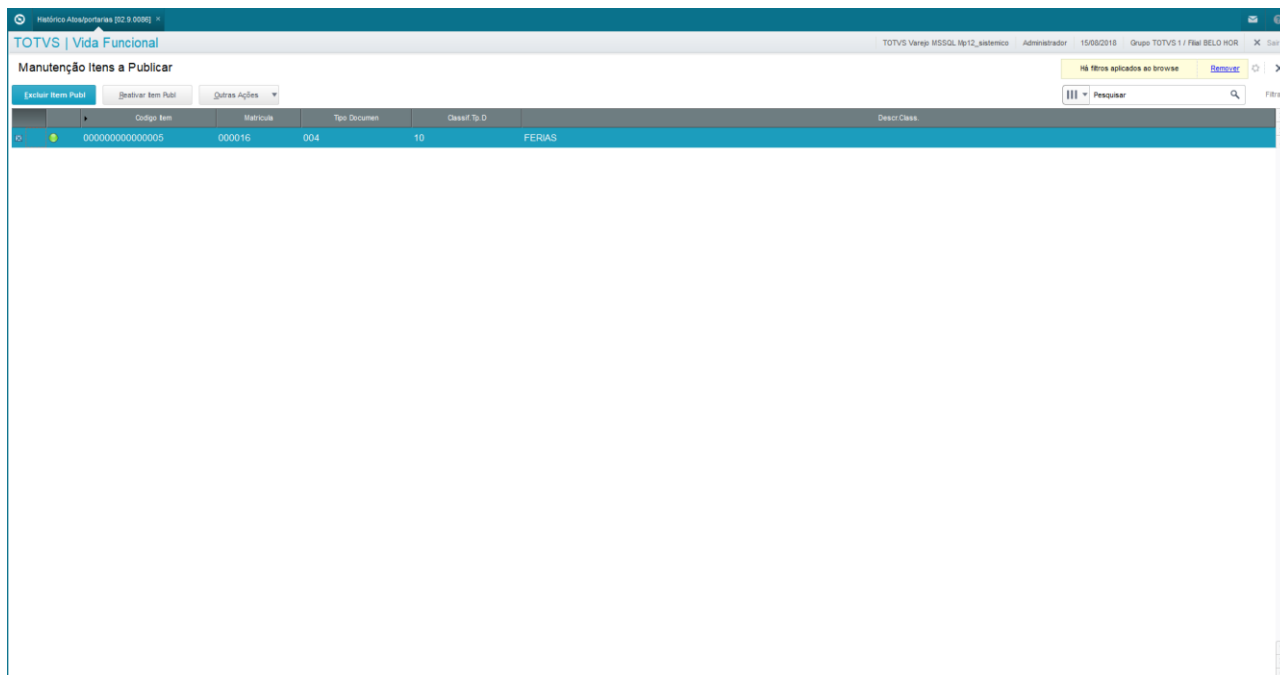 Histórico Atos/portarias [02.9.0086] ×
TOTVS | Vida Funcional
TOTVS Varejo MSSQL Mp12_sistemico Administrador 15/08/2018 Grupo TOTVS 1 / Filial BELO HOR X Sair
Manutenção Itens a Publicar
Há filtros aplicados ao browse Remover
Excluir Item Publ Reativar Item Publ Outras Ações Pesquisar Filtra
Codigo Item Matricula Tipo Documen Classif.Tp.D Descr.Class.
000000000000005 000016 004 10 FERIAS